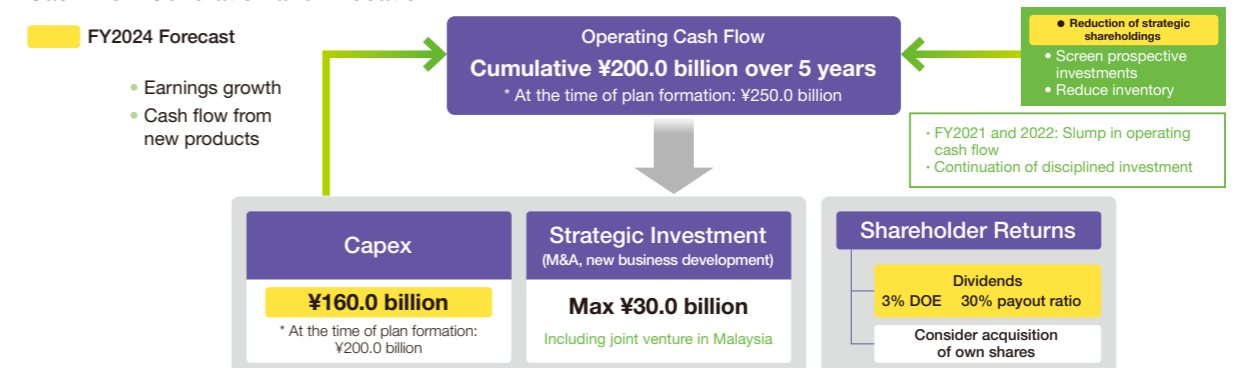 FY2024 Forecast
• Earnings growth
• Cash flow from
new products
Operating Cash Flow
Cumulative ¥200.0 billion over 5 years
* At the time of plan formation: ¥250.0 billion
● Reduction of strategic
shareholdings
• Screen prospective
investments
• Reduce inventory
· FY2021 and 2022: Slump in operating
cash flow
· Continuation of disciplined investment
Capex
¥160.0 billion
* At the time of plan formation:
¥200.0 billion
Strategic Investment
(M&A, new business development)
Max ¥30.0 billion
Including joint venture in Malaysia
Shareholder Returns
Dividends
3% DOE 30% payout ratio
Consider acquisition
of own shares